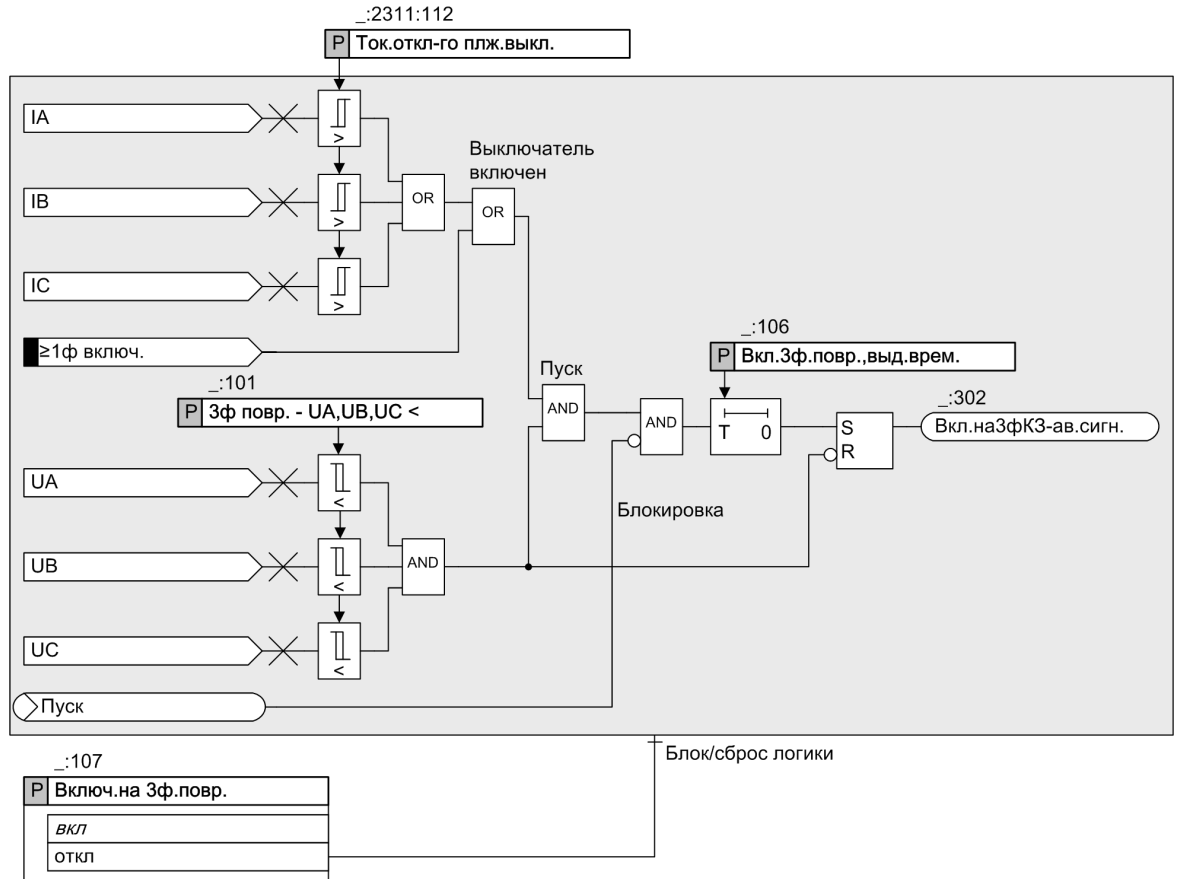 _:2311:112
P Ток.откл-го плж.выкл.
IA
>
Выключатель
включен
IB
>
OR
OR
IC
>
≥1ф включ.
_:106
P Вкл.3ф.повр.,выд.врем.
_:101
P 3ф повр. - UA,UB,UC <
Пуск
AND
AND
T 0
S
R
_:302
Вкл.на3фКЗ-ав.сигн.
UA
<
Блокировка
UB
<
AND
UC
<
Пуск
Блок/сброс логики
_:107
P Включ.на 3ф.повр.
вкл
откл